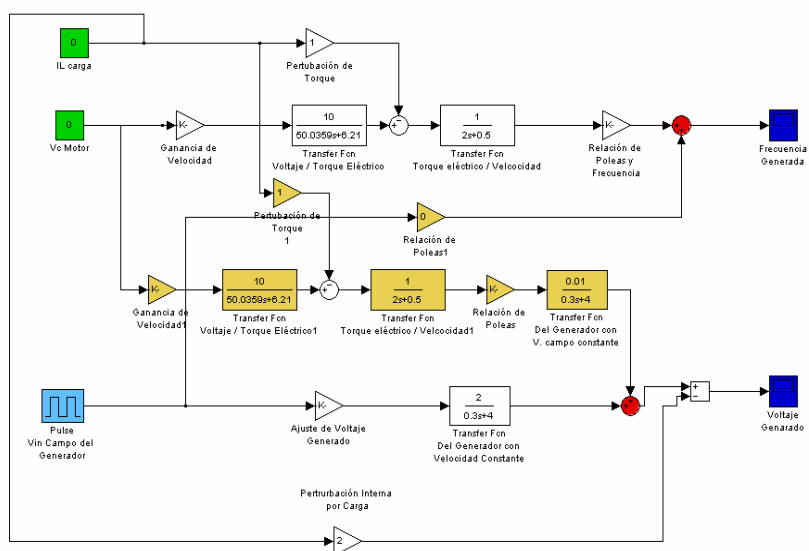 0
IL carga
1
Pertubación de
Torque
0
Vc Motor
K-
Ganancia de
Velocidad
10
50.0359s+6.21
Transfer Fcn
Voltaje / Torque Eléctrico
1
2s+0.5
Transfer Fcn
Torque eléctrico / Velcocidad
K-
Relación de
Poleas y
Frecuencia
Frecuencia
Generada
1
Pertubación de
Torque
1
0
Relación de
Poleas1
K-
Ganancia de
Velocidad1
10
50.0359s+6.21
Transfer Fcn
Voltaje / Torque Eléctrico1
1
2s+0.5
Transfer Fcn
Torque eléctrico / Velocidad1
K-
Relación de
Poleas
0.01
0.3s+4
Transfer Fcn
Del Generador con
V. campo constante
Pulse
Vin Campo del
Generador
K-
Ajuste de Voltaje
Generado
2
0.3s+4
Transfer Fcn
Del Generador con
Velocidad Constante
Voltaje
Genarado
Pertrurbación Interna
por Carga
2